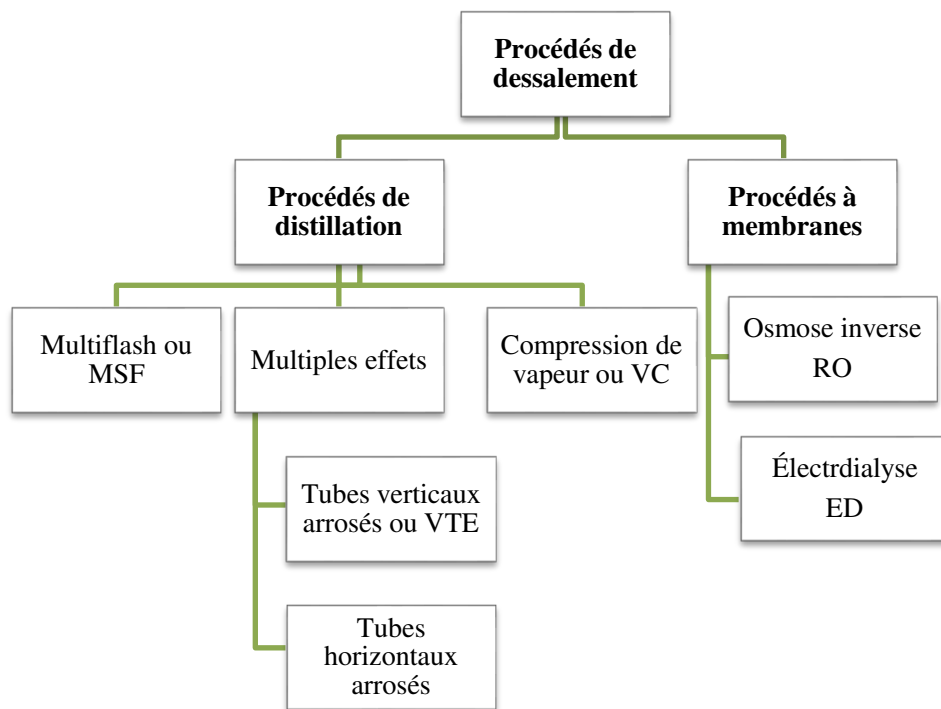 Procédés de
dessalement
Procédés de
distillation
Procédés à
membranes
Multiflash ou
MSF
Multiples effets
Compression de
vapeur ou VC
Osmose inverse
RO
Électrdialyse
ED
Tubes verticaux
arrosés ou VTE
Tubes
horizontaux
arrosés